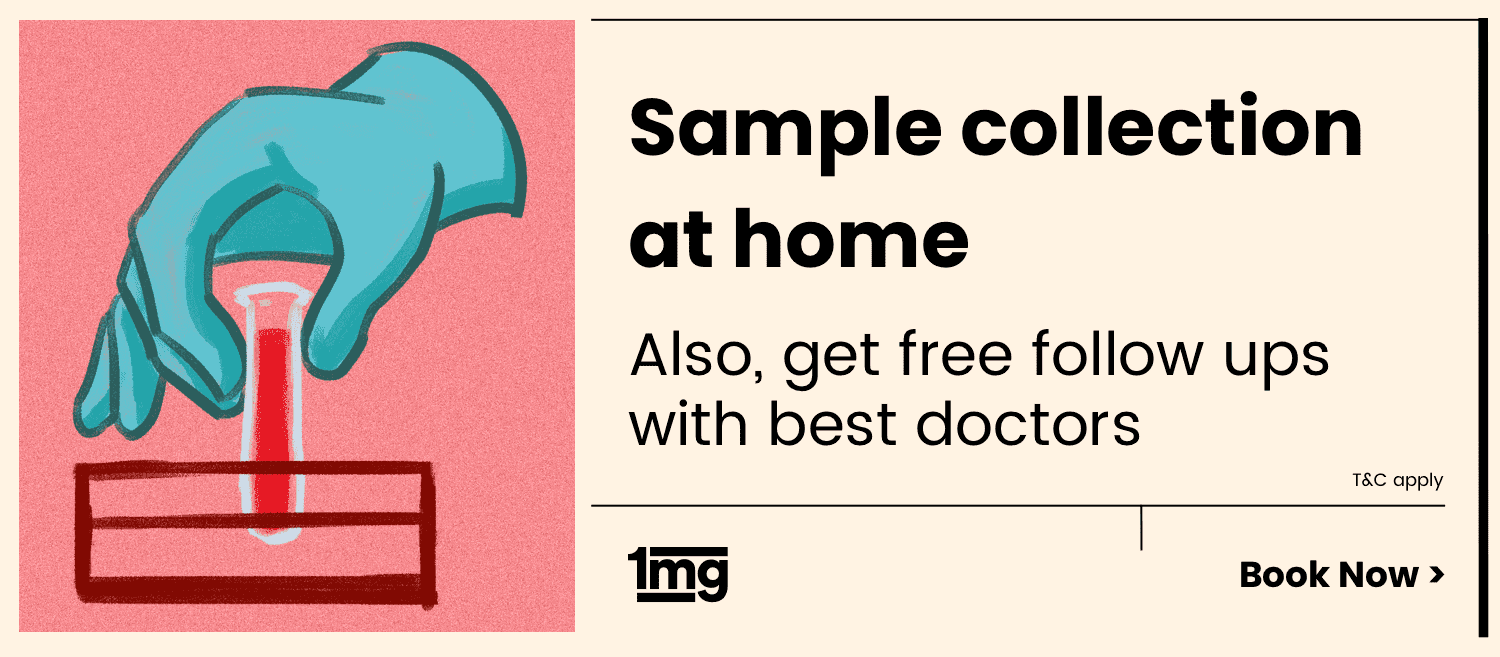 Sample collection
at home
Also, get free follow ups
with best doctors
T&C apply
1mg
Book Now >